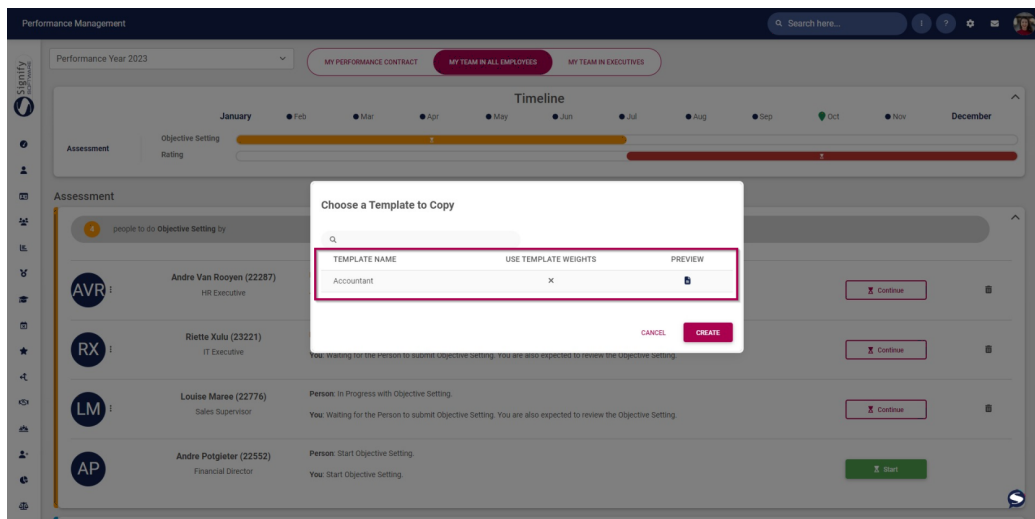 Performance Management
Search here...
Signify
SOFTWARE
Performance Year 2023
MY PERFORMANCE CONTRACT
MY TEAM IN ALL EMPLOYEES
MY TEAM IN EXECUTIVES
Timeline
January Feb Mar Apr May Jun Jul Aug Sep Oct Nov December
Assessment
Objective Setting
Rating
Assessment
4 people to do Objective Setting by
Choose a Template to Copy
TEMPLATE NAME USE TEMPLATE WEIGHTS PREVIEW
Accountant
CANCEL CREATE
AVR
Andre Van Rooyen (22287)
HR Executive
Continue
RX
Riette Xulu (23221)
IT Executive
You: Waiting for the Person to submit Objective Setting. You are also expected to review the Objective Setting.
Continue
LM
Louise Maree (22776)
Sales Supervisor
Person: In Progress with Objective Setting.
You: Waiting for the Person to submit Objective Setting. You are also expected to review the Objective Setting.
Continue
AP
Andre Potgieter (22552)
Financial Director
Person: Start Objective Setting.
You: Start Objective Setting.
Start